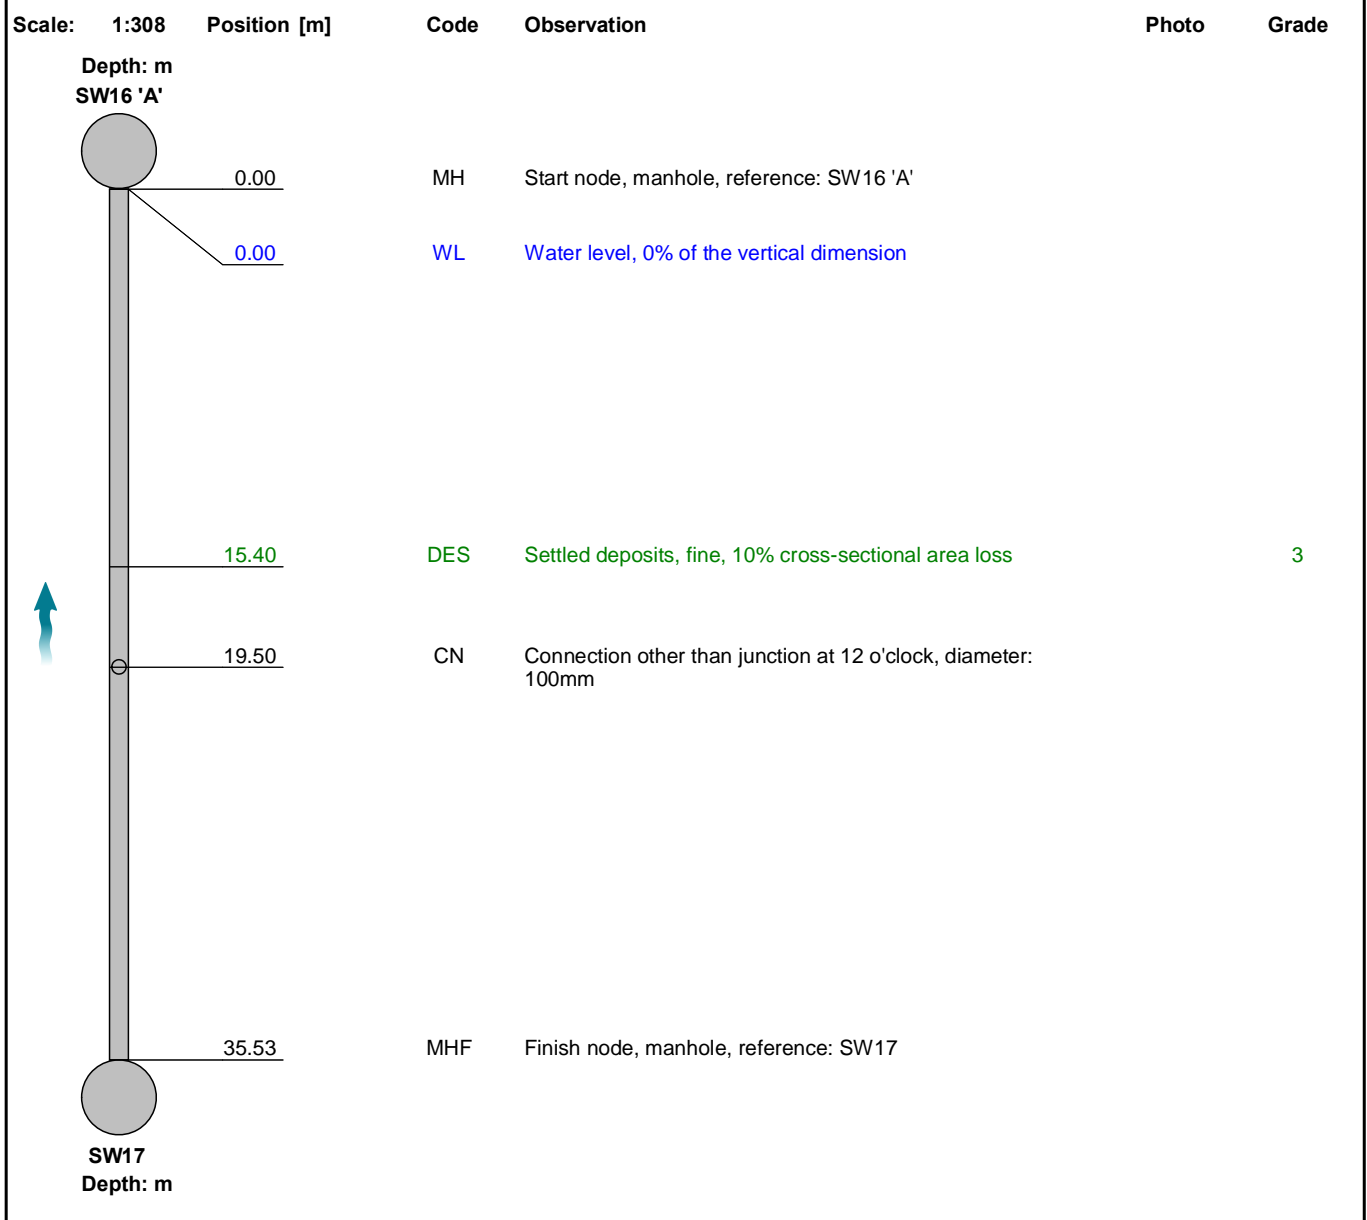 Scale: 1:308 Position [m] Code Observation Photo Grade
Depth: m
SW16 'A'
0.00 MH Start node, manhole, reference: SW16 'A'
0.00 WL Water level, 0% of the vertical dimension
15.40 DES Settled deposits, fine, 10% cross-sectional area loss 3
19.50 CN Connection other than junction at 12 o'clock, diameter:
100mm
35.53 MHF Finish node, manhole, reference: SW17
SW17
Depth: m